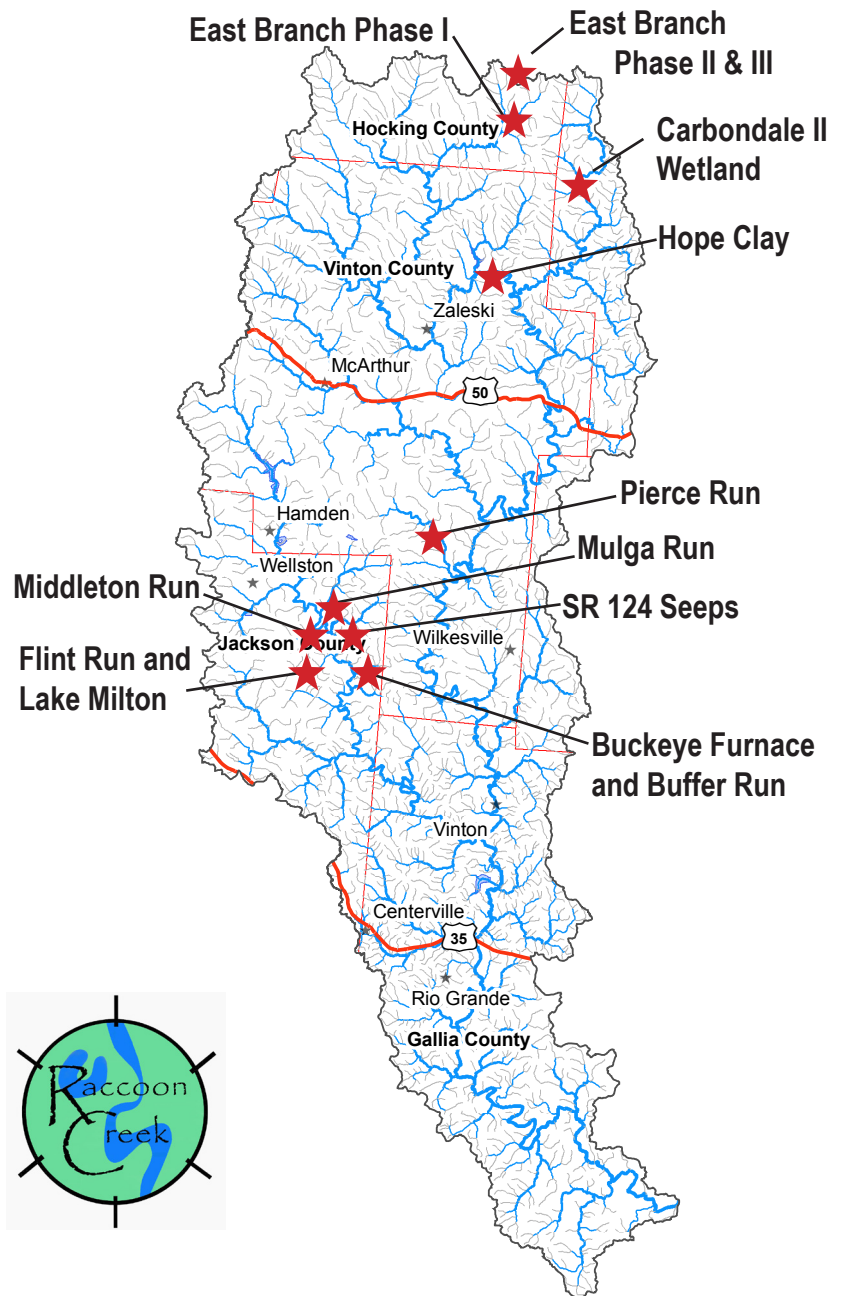 East Branch Phase I
East Branch
Phase II & III
Hocking County
Carbondale II
Wetland
Hope Clay
Vinton County
Zaleski
McArthur
50
Pierce Run
Hamden
Mulga Run
Wellston
Middleton Run
SR 124 Seeps
Jackson County
Wilkesville
Flint Run and
Lake Milton
Buckeye Furnace
and Buffer Run
Vinton
Centerville
35
Rio Grande
Gallia County
Raccoon
Creek